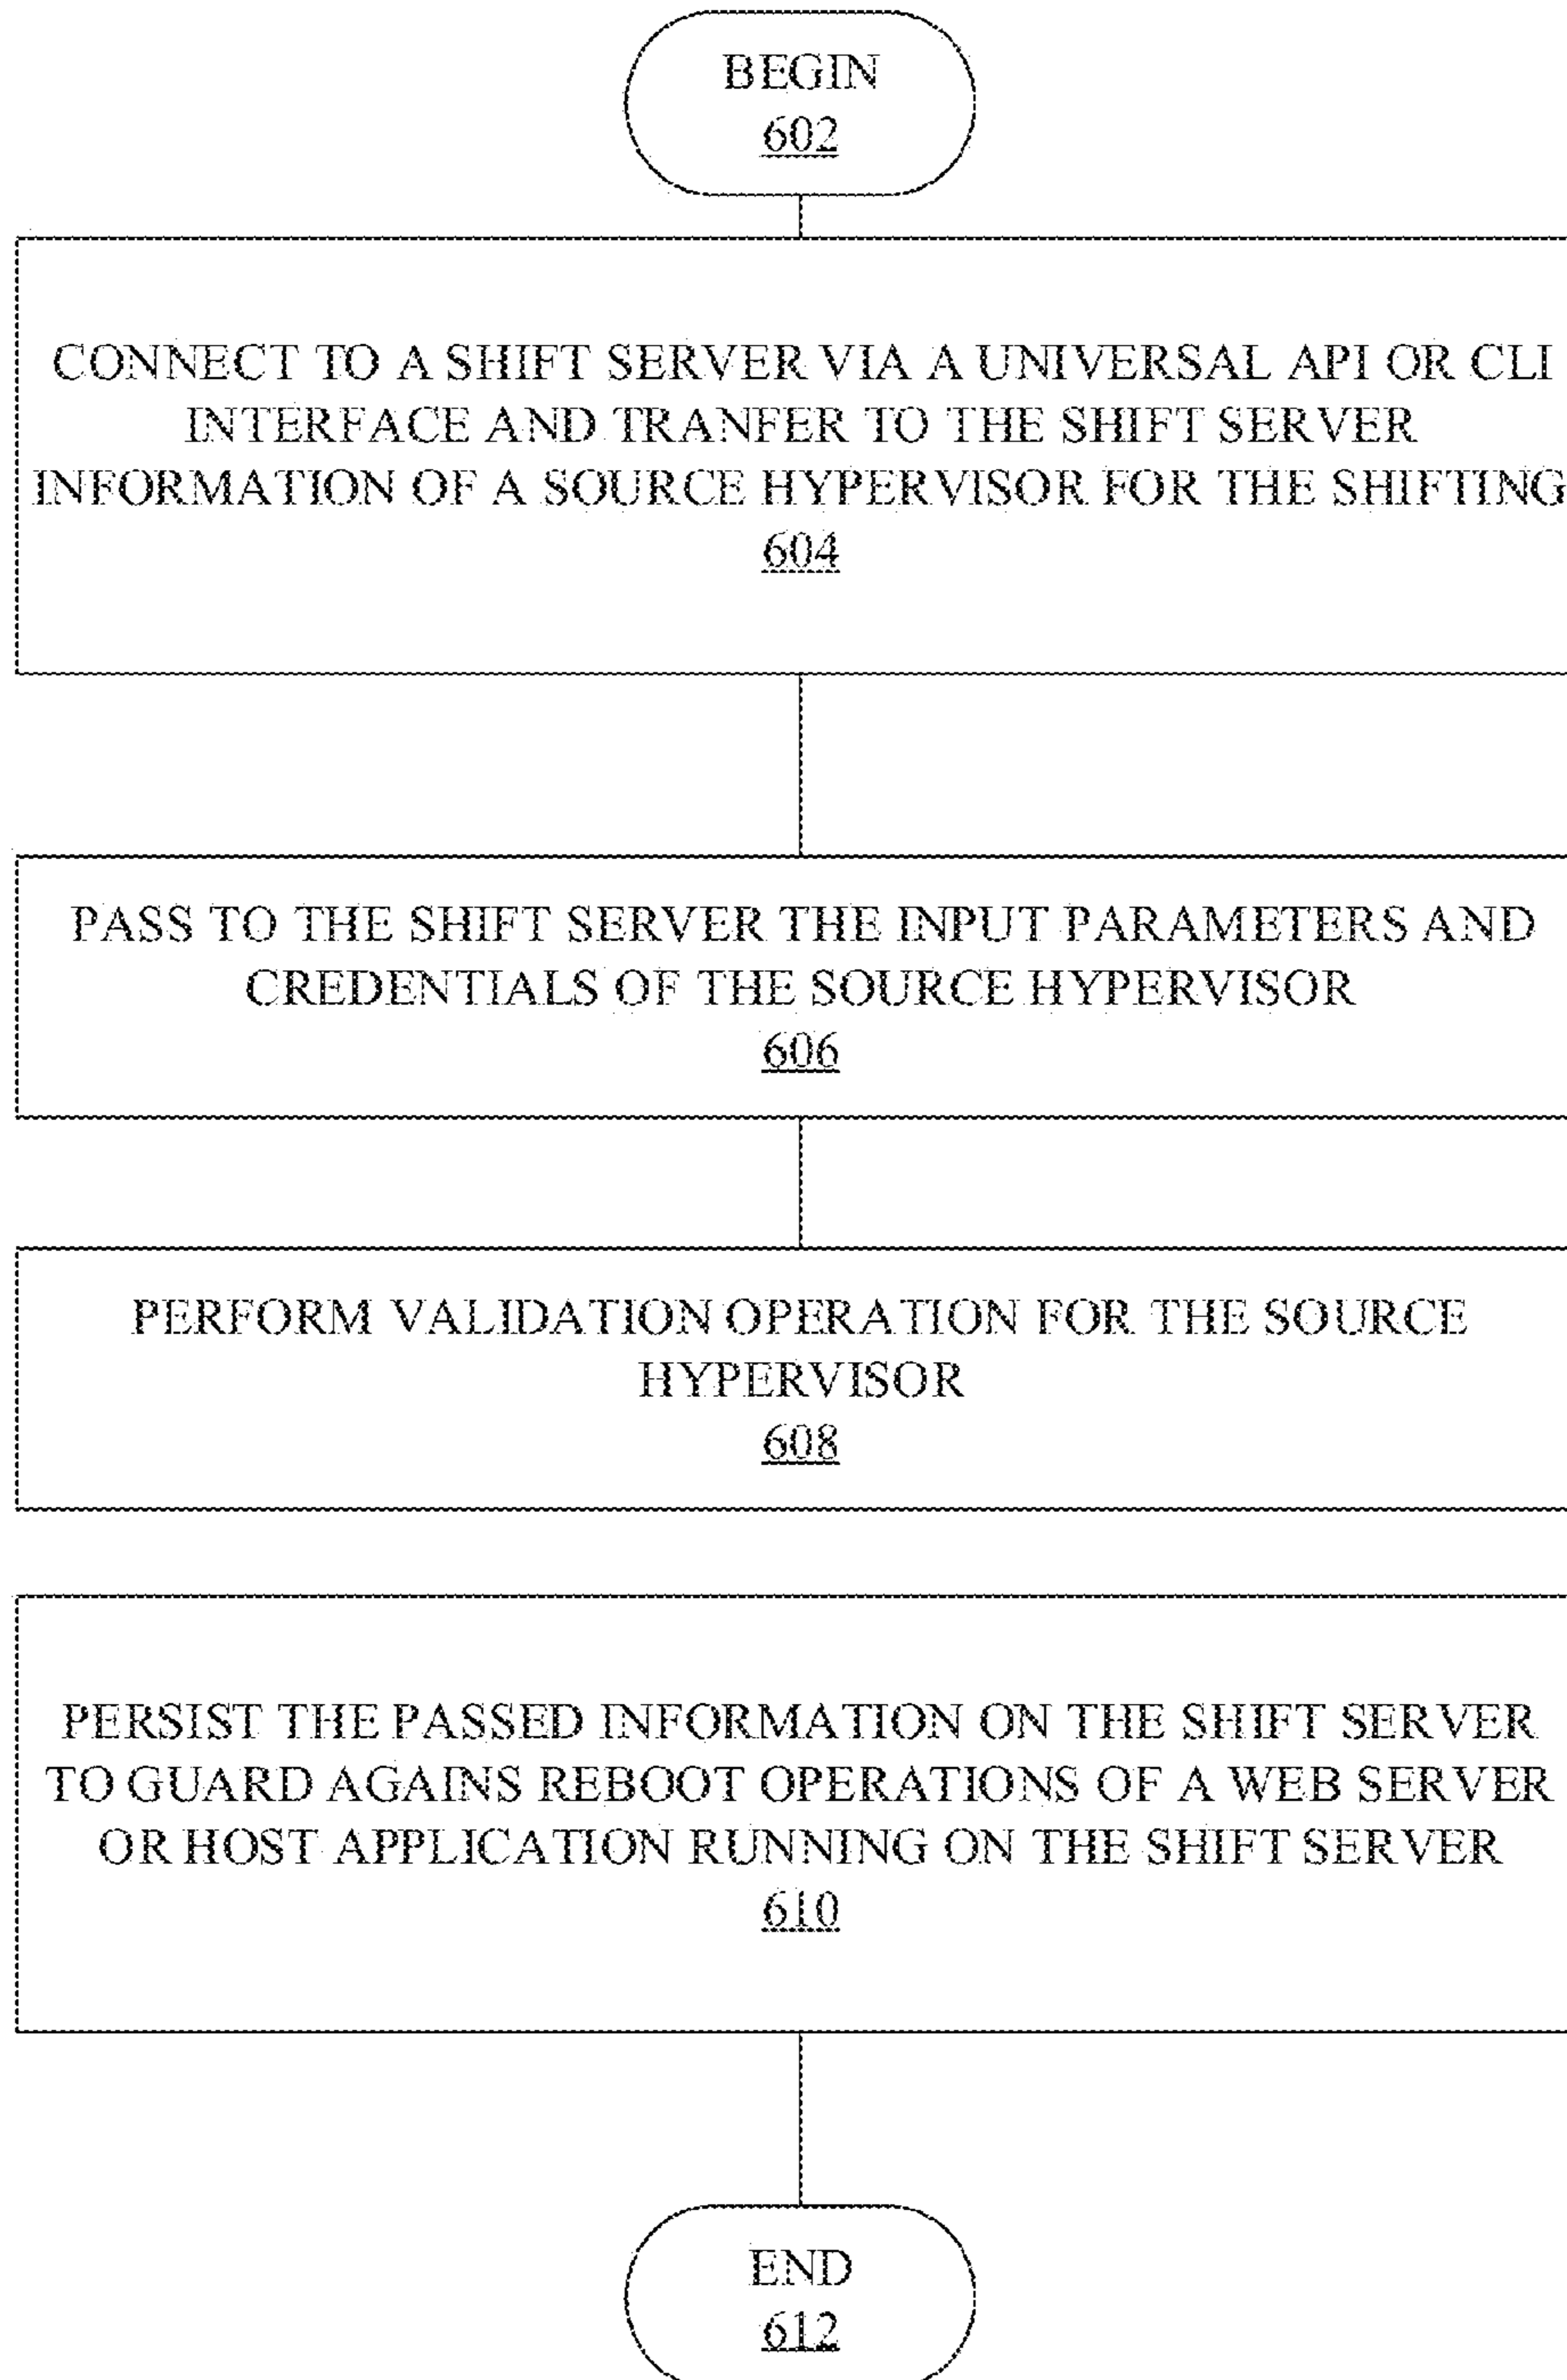 BEGIN
602
CONNECT TO A SHIFT SERVER VIA A UNIVERSAL API OR CLI
INTERFACE AND TRANFER TO THE SHIFT SERVER
INFORMATION OF A SOURCE HYPERVISOR FOR THE SHIFTING
604
PASS TO THE SHIFT SERVER THE INPUT PARAMETERS AND
CREDENTIALS OF THE SOURCE HYPERVISOR
606
PERFORM VALIDATION OPERATION FOR THE SOURCE
HYPERVISOR
608
PERSIST THE PASSED INFORMATION ON THE SHIFT SERVER
TO GUARD AGAINS REBOOT OPERATIONS OF A WEB SERVER
OR HOST APPLICATION RUNNING ON THE SHIFT SERVER
610
END
612